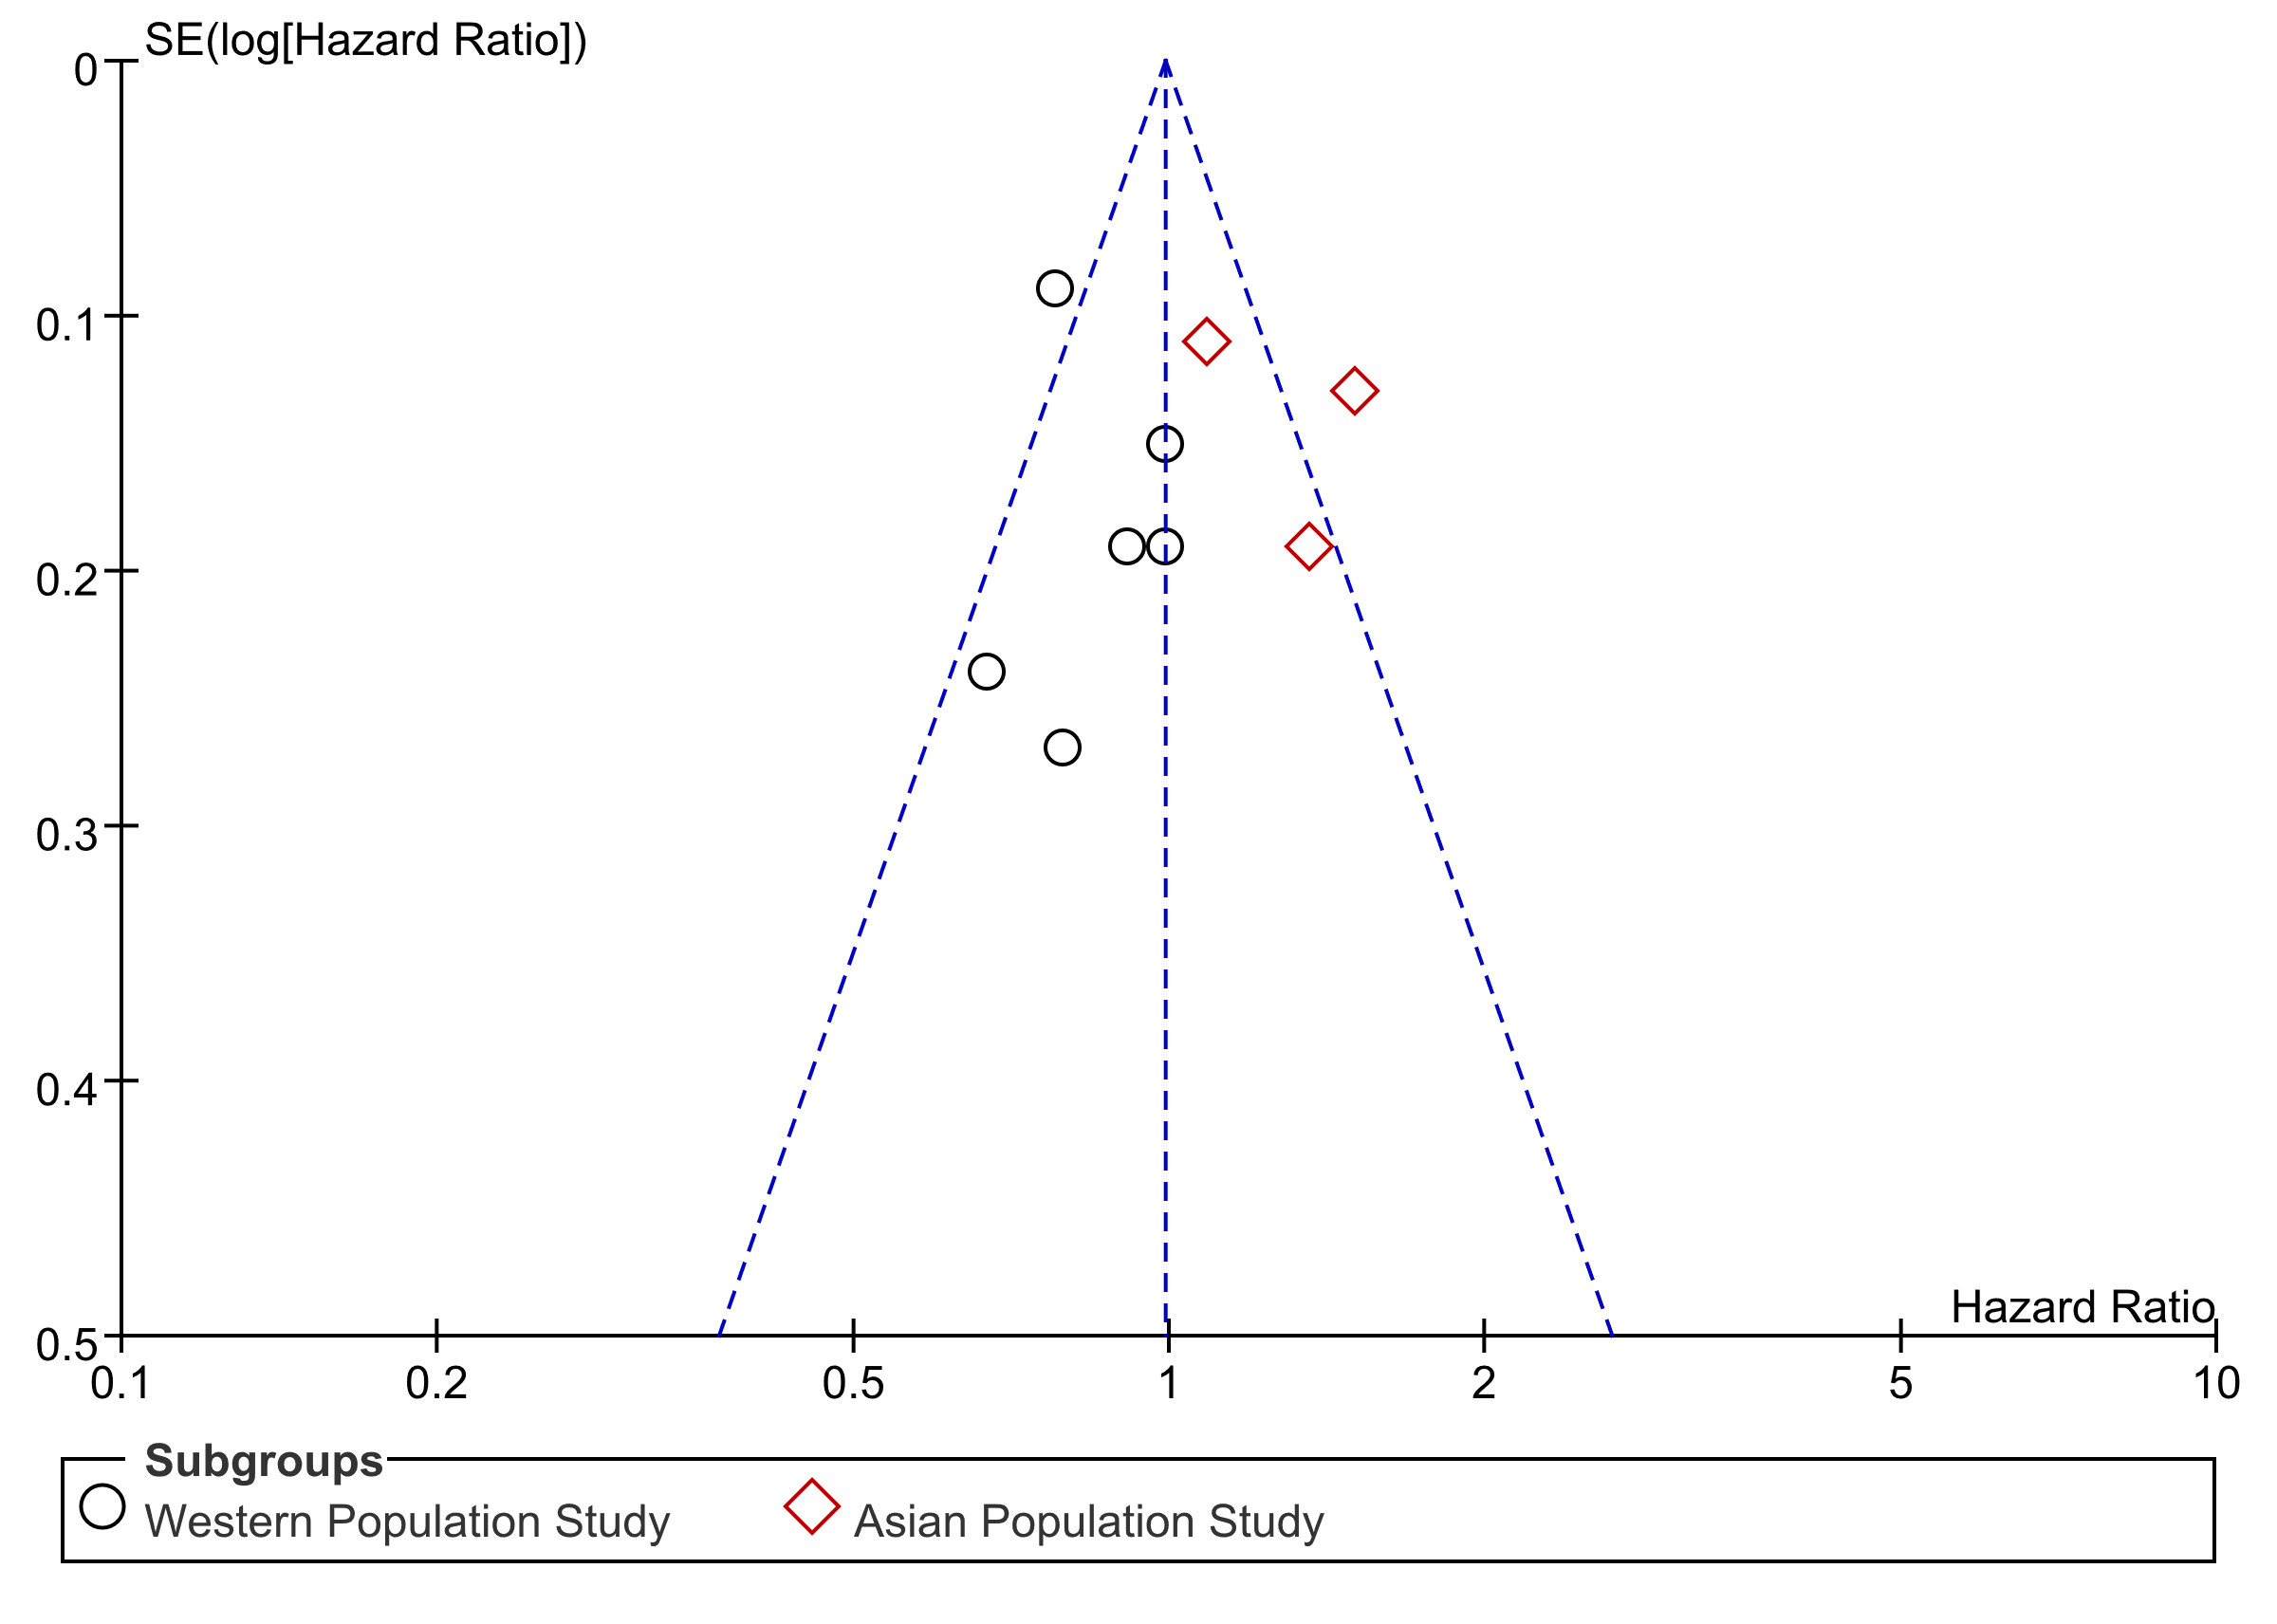 SE(log[Hazard Ratio])
0
0.1
0.2
0.3
0.4
0.5
Hazard Ratio
0.1 0.2 0.5 1 2 5 10
Subgroups
Western Population Study Asian Population Study